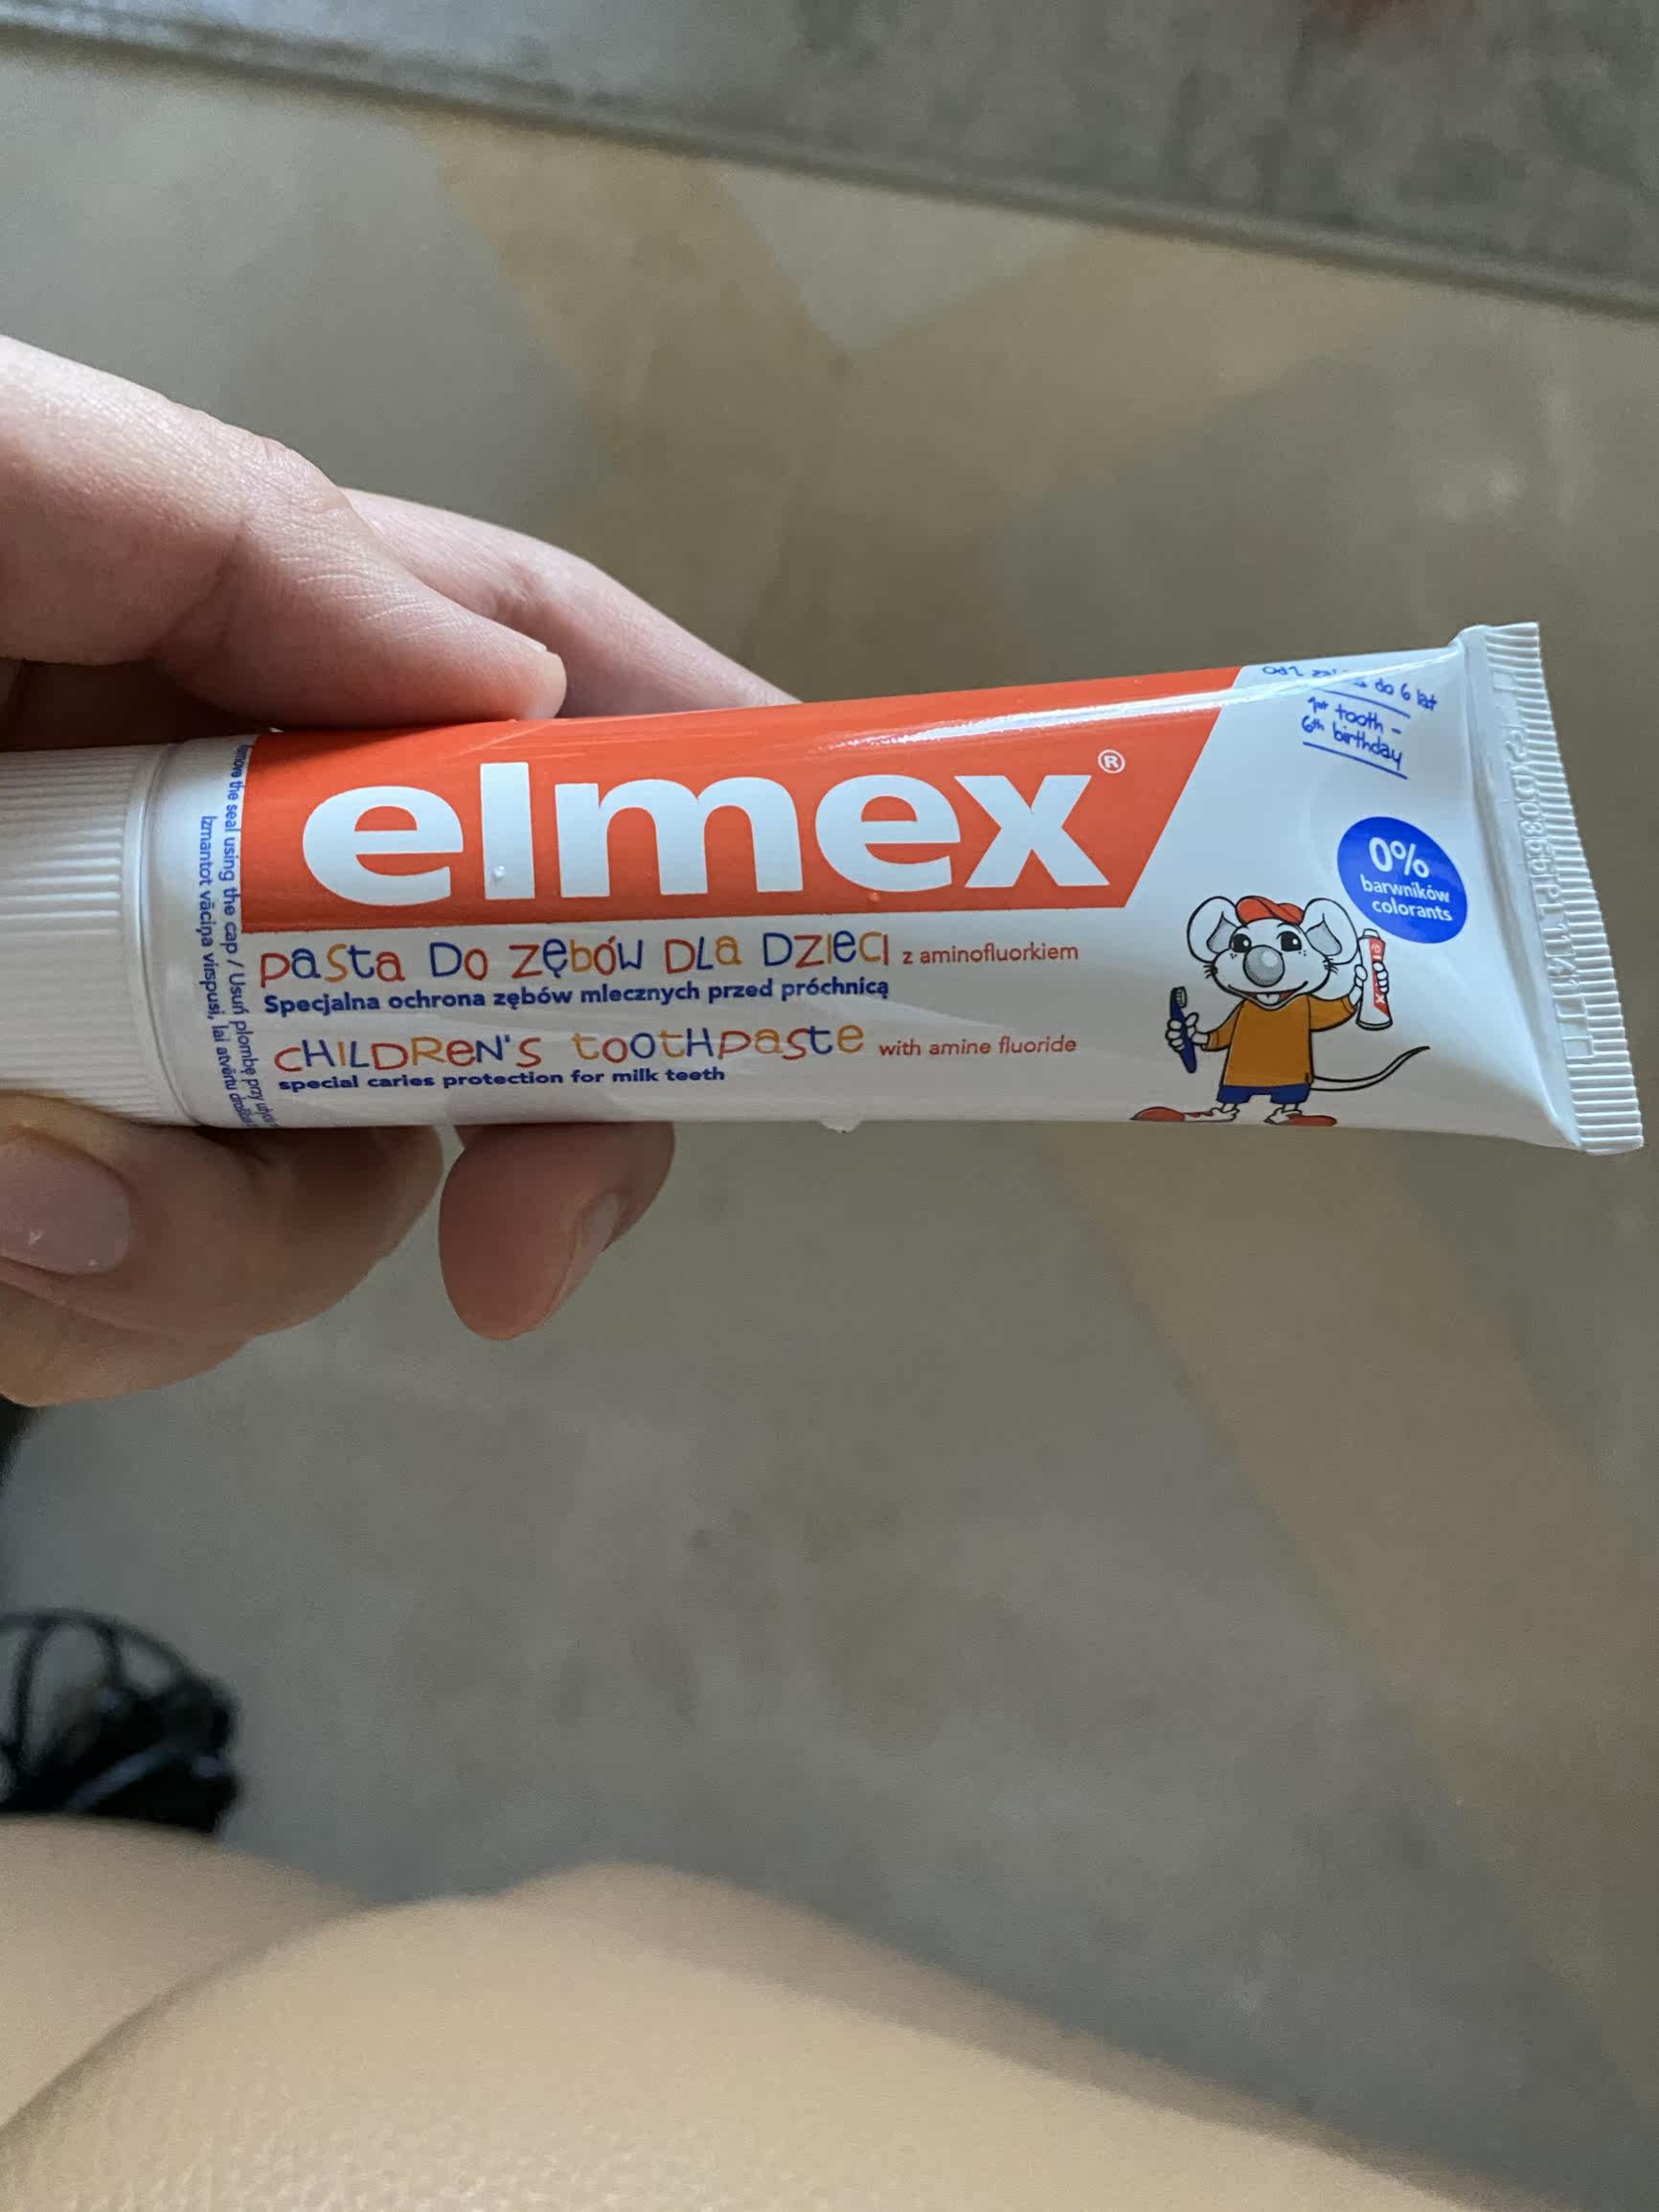 elmex®
pasta do zębów dla dzieci z aminofluorkiem
Specjalna ochrona zębów mlecznych przed próchnicą
CHILDREN'S toothpaste with amine fluoride
special caries protection for milk teeth
do 6 lat
1st tooth -
6th birthday
0%
barwników
colorants
the seal using the cap / Usuń plombę przy
Izmantot vāciņa virspusi, lai atvērtu